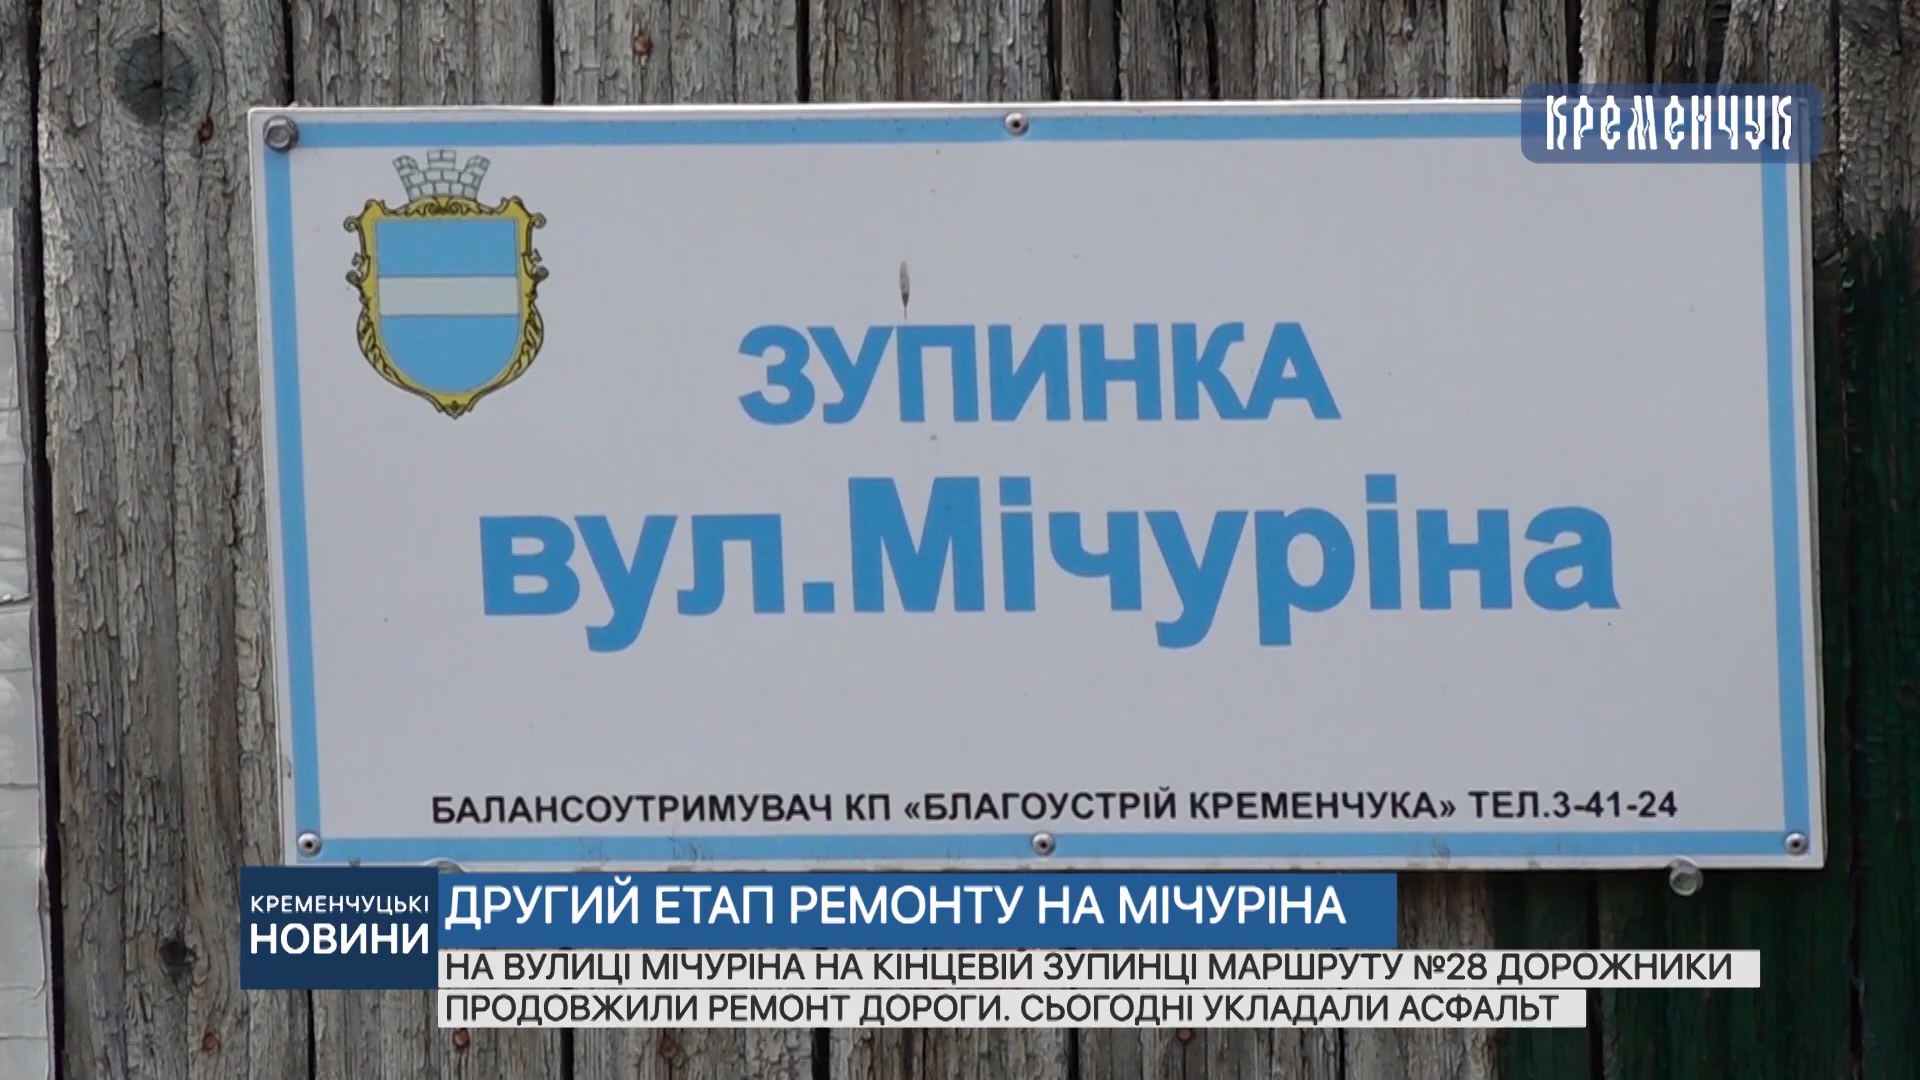 КРЕМЕНЧУК
ЗУПИНКА
вул.Мічуріна
БАЛАНСОУТРИМУВАЧ КП «БЛАГОУСТРІЙ КРЕМЕНЧУКА» ТЕЛ.3-41-24
КРЕМЕНЧУЦЬКІ
НОВИНИ
ДРУГИЙ ЕТАП РЕМОНТУ НА МІЧУРІНА
НА ВУЛИЦІ МІЧУРІНА НА КІНЦЕВІЙ ЗУПИНЦІ МАРШРУТУ №28 ДОРОЖНИКИ
ПРОДОВЖИЛИ РЕМОНТ ДОРОГИ. СЬОГОДНІ УКЛАДАЛИ АСФАЛЬТ